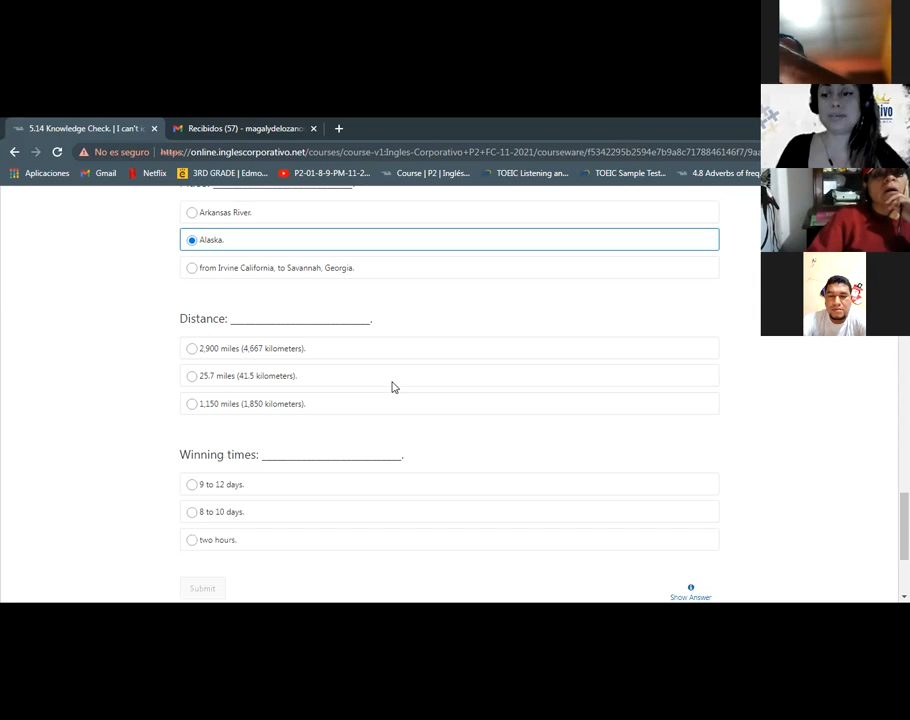 5.14 Knowledge Check. | I can't i
Recibidos (57) - magalydelozano
No es seguro
https://online.inglescorporativo.net/courses/course-v1:Ingles-Corporativo+P2+FC-11-2021/courseware/f5342295b2594e7b9a8c7178846146f7/9aa
Aplicaciones
Gmail
Netflix
3RD GRADE | Edmo...
P2-01-8-9-PM-11-2...
Course | P2 | Inglés...
TOEIC Listening an...
TOEIC Sample Test...
4.8 Adverbs of freq
Arkansas River.
Alaska.
from Irvine California, to Savannah, Georgia.
Distance: ___________________________.
2,900 miles (4,667 kilometers).
25.7 miles (41.5 kilometers).
1,150 miles (1,850 kilometers).
Winning times: ___________________________.
9 to 12 days.
8 to 10 days.
two hours.
Submit
Show Answer